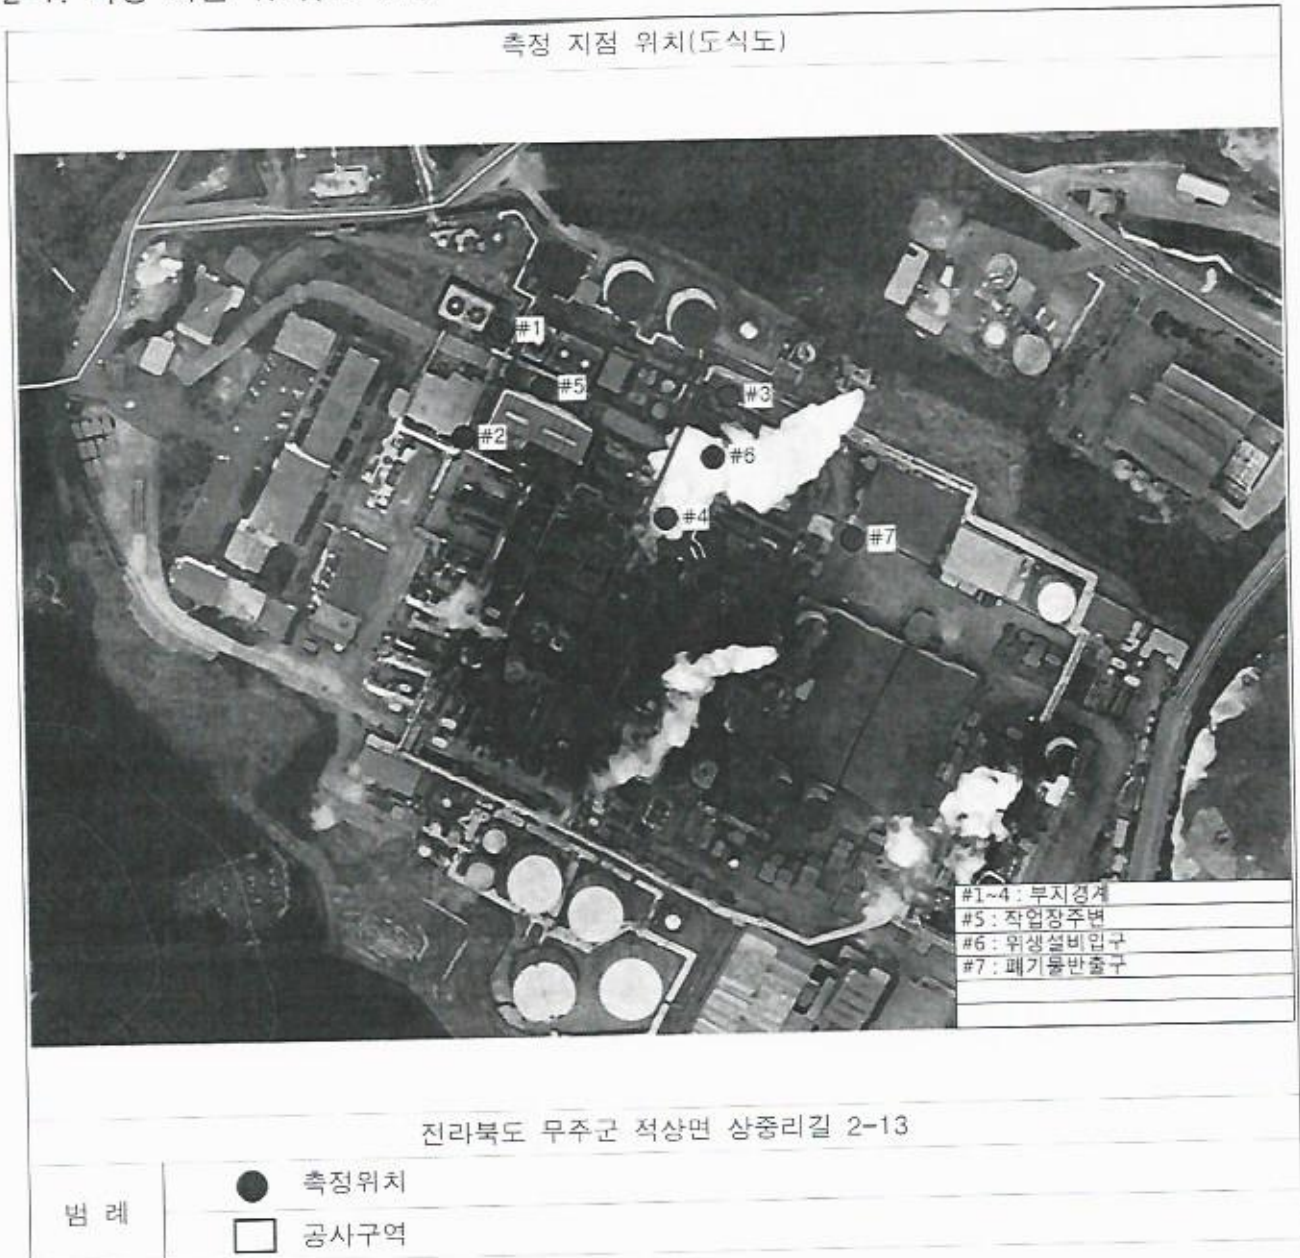 측정 지점 위치(도식도)
#1
#5
#3
#2
#6
#4
#7
#1~4 : 부지경계
#5 : 작업장주변
#6 : 위생설비입구
#7 : 폐기물반출구
전라북도 무주군 적상면 상중리길 2-13
범 례
측정위치
공사구역